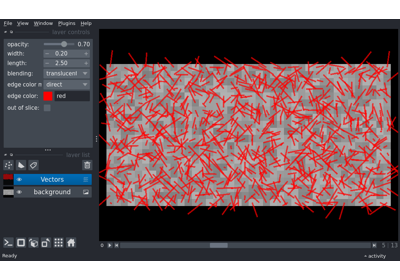 File View Window Plugins Help
layer controls
opacity: 0.70
width: 0.20
length: 2.50
blending: translucent
edge color m direct
edge color: red
out of slice:
layer list
Vectors
background
0
5 13
Ready
activity